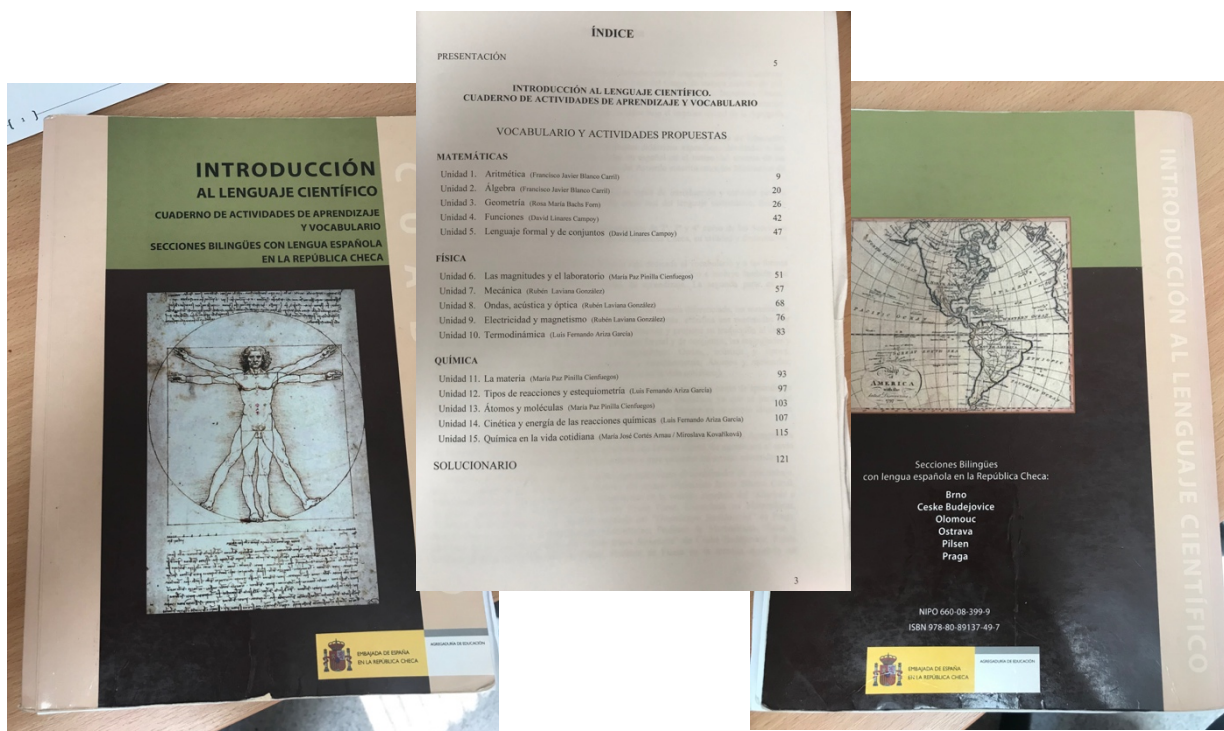 INTRODUCCIÓN
AL LENGUAJE CIENTÍFICO
CUADERNO DE ACTIVIDADES DE APRENDIZAJE
Y VOCABULARIO
SECCIONES BILINGÜES CON LENGUA ESPAÑOLA
EN LA REPÚBLICA CHECA
EMBAJADA DE ESPAÑA
EN LA REPÚBLICA CHECA
AGREGADURÍA DE EDUCACIÓN
ÍNDICE
PRESENTACIÓN 5
INTRODUCCIÓN AL LENGUAJE CIENTÍFICO.
CUADERNO DE ACTIVIDADES DE APRENDIZAJE Y VOCABULARIO
VOCABULARIO Y ACTIVIDADES PROPUESTAS
MATEMÁTICAS
Unidad 1. Aritmética (Francisco Javier Blanco Carril) 9
Unidad 2. Álgebra (Francisco Javier Blanco Carril) 20
Unidad 3. Geometría (Rosa María Bachs Forn) 26
Unidad 4. Funciones (David Linares Campoy) 42
Unidad 5. Lenguaje formal y de conjuntos (David Linares Campoy) 47
FÍSICA
Unidad 6. Las magnitudes y el laboratorio (María Paz Pinilla Cienfuegos) 51
Unidad 7. Mecánica (Rubén Laviana González) 57
Unidad 8. Ondas, acústica y óptica (Rubén Laviana González) 68
Unidad 9. Electricidad y magnetismo (Rubén Laviana González) 76
Unidad 10. Termodinámica (Luis Fernando Ariza García) 83
QUÍMICA
Unidad 11. La materia (María Paz Pinilla Cienfuegos) 93
Unidad 12. Tipos de reacciones y estequiometría (Luis Fernando Ariza García) 97
Unidad 13. Átomos y moléculas (María Paz Pinilla Cienfuegos) 103
Unidad 14. Cinética y energía de las reacciones químicas (Luis Fernando Ariza García) 107
Unidad 15. Química en la vida cotidiana (María José Cortés Arnau / Miroslava Kovaříková) 115
SOLUCIONARIO 121
3
INTRODUCCIÓN AL LENGUAJE CIENTÍFICO
AMERICA
Secciones Bilingües
con lengua española en la República Checa:
Brno
Ceske Budejovice
Olomouc
Ostrava
Pilsen
Praga
NIPO 660-08-399-9
ISBN 978-80-89137-49-7
EMBAJADA DE ESPAÑA
EN LA REPÚBLICA CHECA
AGREGADURÍA DE EDUCACIÓN